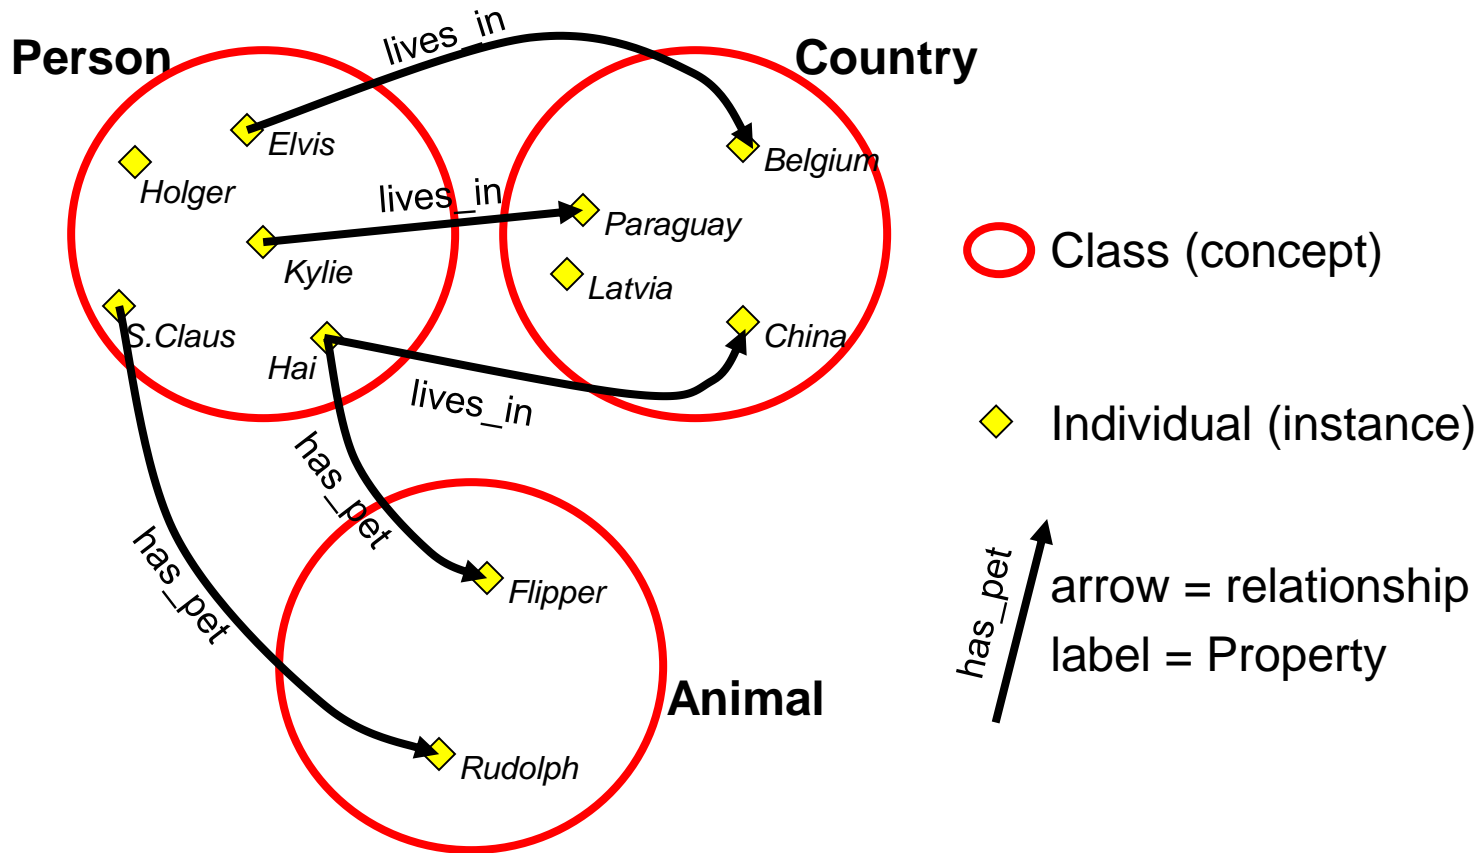 Person
lives_in
Country
Elvis
Belgium
Holger
lives_in
Paraguay
Kylie
Latvia
S.Claus
China
Hai
lives_in
has_pet
has_pet
Flipper
Animal
Rudolph
Class (concept)
Individual (instance)
has_pet
arrow = relationship
label = Property